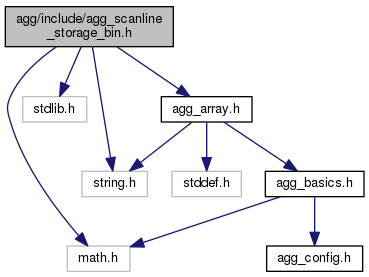 agg/include/agg_scanline
_storage_bin.h
stdlib.h
agg_array.h
string.h
stddef.h
agg_basics.h
math.h
agg_config.h